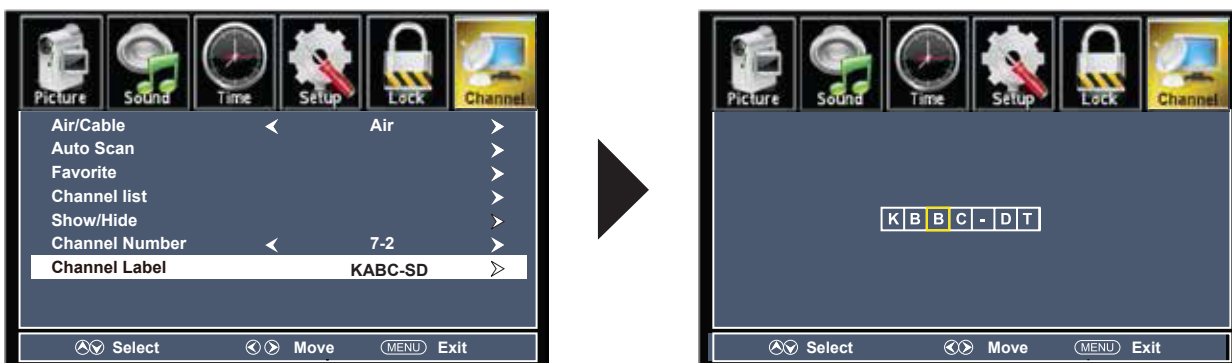 Picture Sound Time Setup Lock Channel
Air/Cable Air
Auto Scan
Favorite
Channel list
Show/Hide
Channel Number 7-2
Channel Label KABC-SD
Select Move MENU Exit
Picture Sound Time Setup Lock Channel
KBBC-DT
Select Move MENU Exit